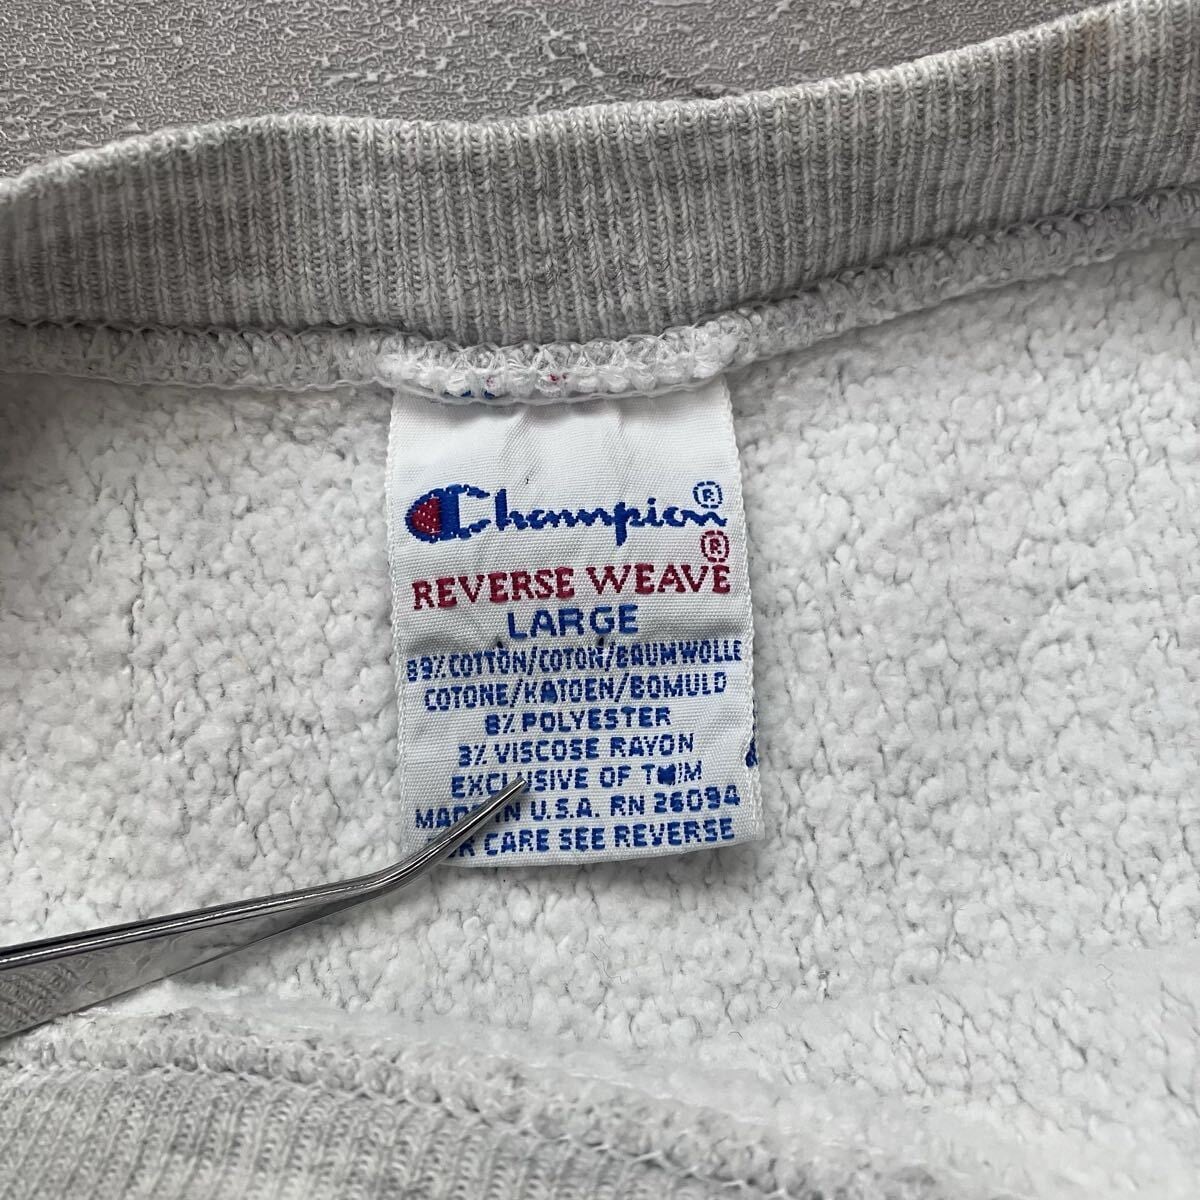 Champion®
®
REVERSE WEAVE
LARGE
89% COTTON/COTON/BAUMWOLLE
COTONE/KATOEN/BOMULD
8% POLYESTER
3% VISCOSE RAYON
EXCLUSIVE OF TRIM
MADE IN U.S.A. RN 26094
CARE SEE REVERSE